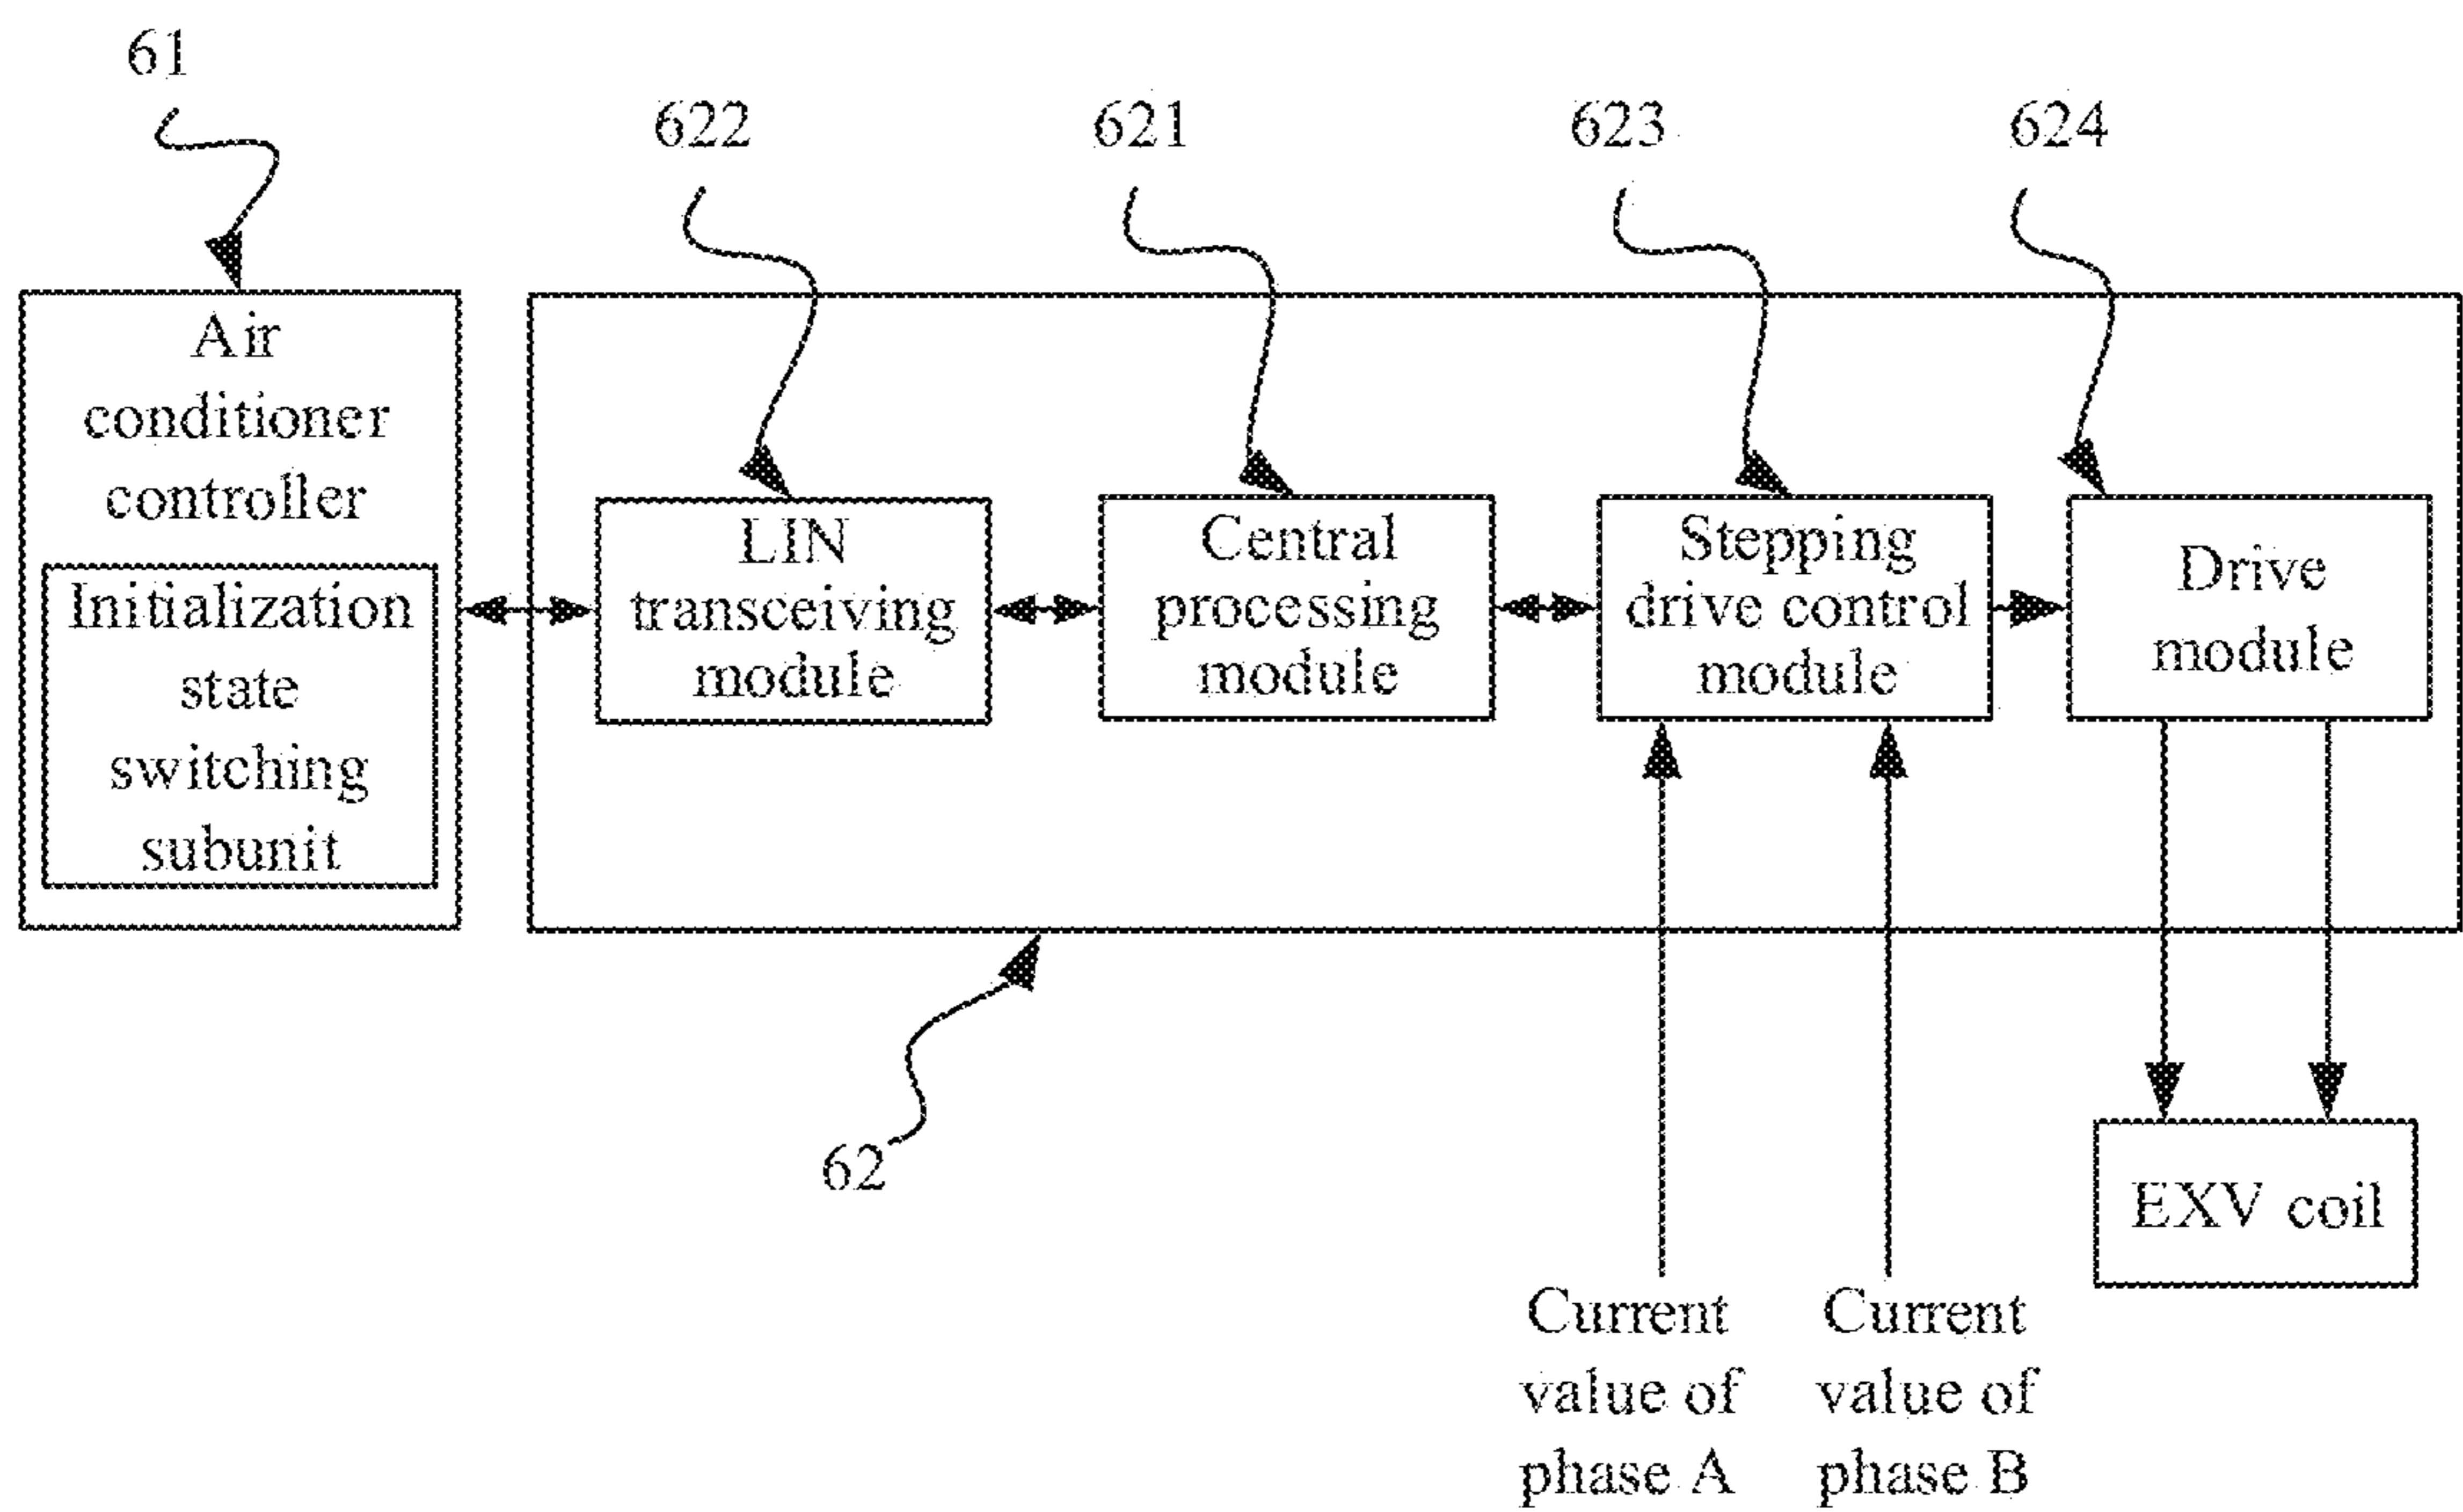 61
622
621
623
624
Air
conditioner
controller
Initialization
state
switching
subunit
LIN
transceiving
module
Central
processing
module
Stepping
drive control
module
Drive
module
62
EXV coil
Current
value of
phase A
Current
value of
phase B